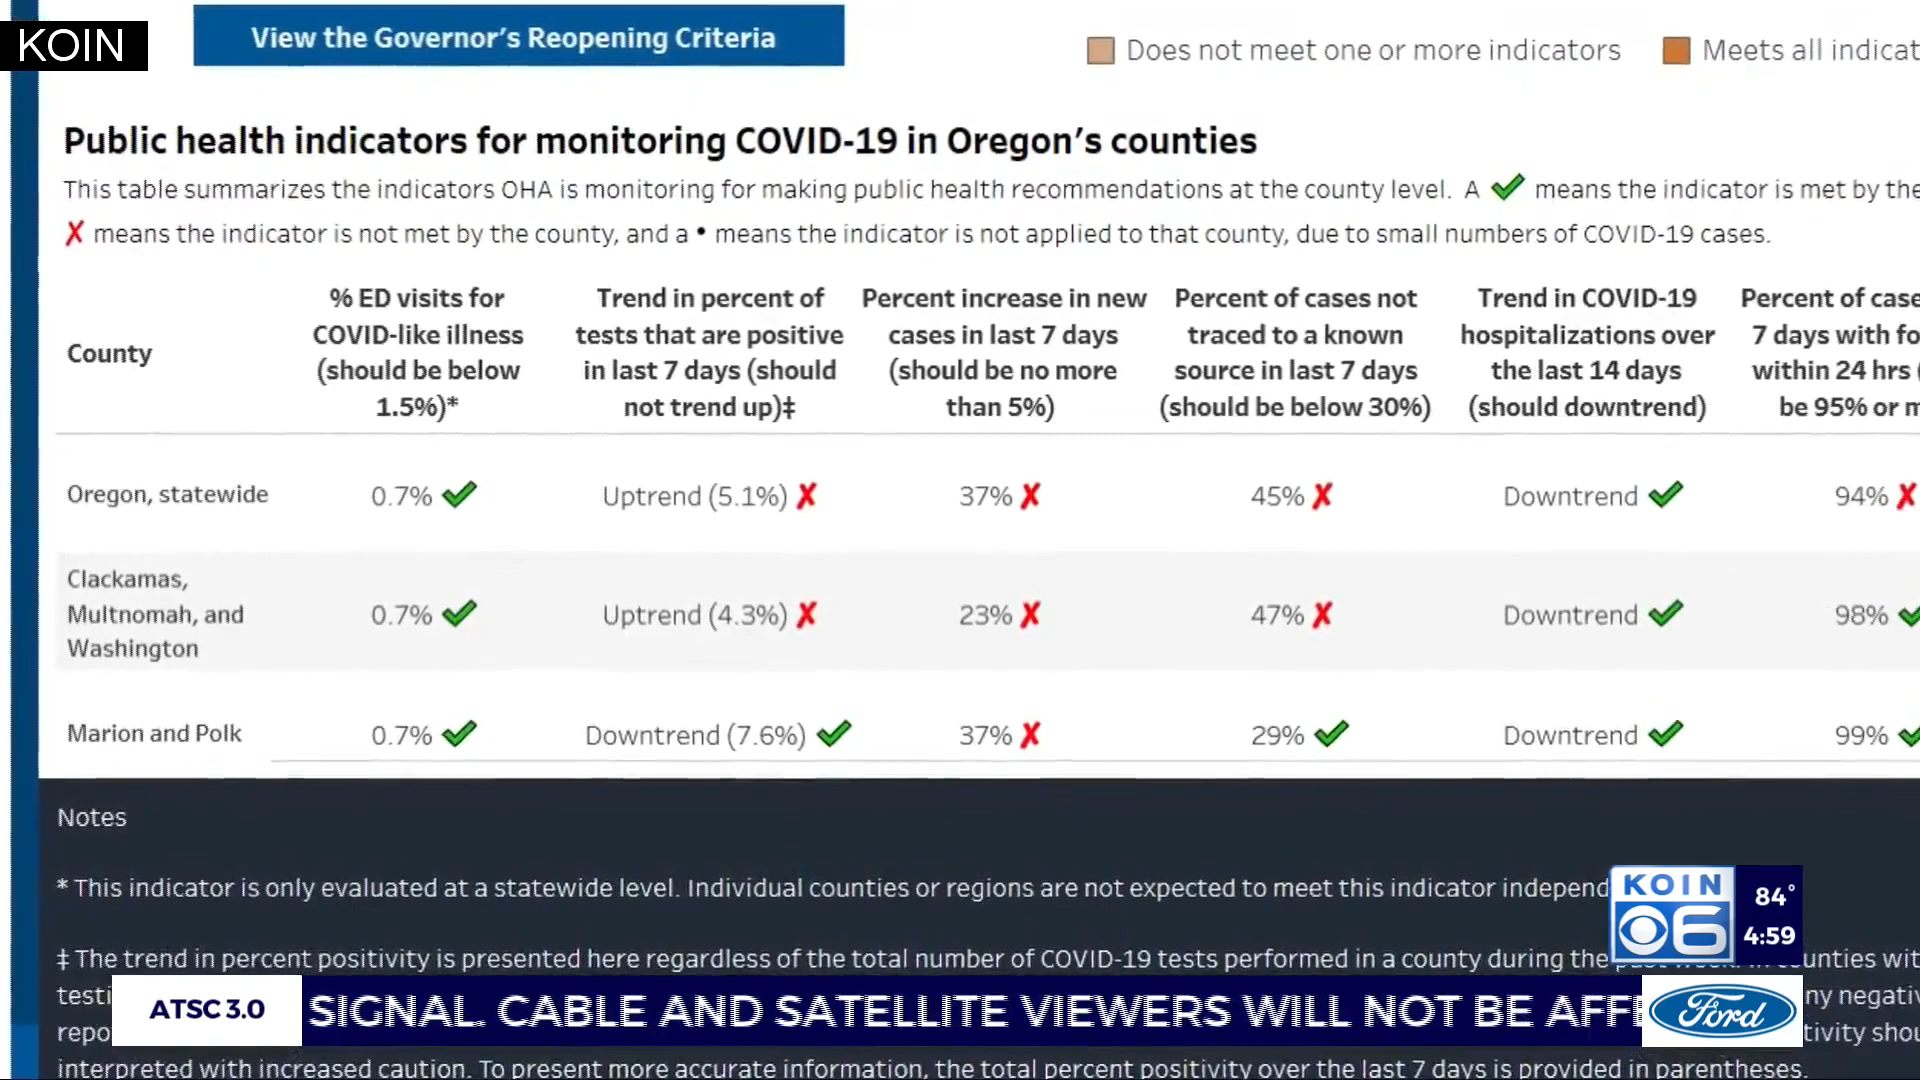 KOIN
View the Governor's Reopening Criteria
Does not meet one or more indicators
Meets all indicat
Public health indicators for monitoring COVID-19 in Oregon's counties
This table summarizes the indicators OHA is monitoring for making public health recommendations at the county level. A ✔ means the indicator is met by the
✘ means the indicator is not met by the county, and a • means the indicator is not applied to that county, due to small numbers of COVID-19 cases.
County
% ED visits for
COVID-like illness
(should be below
1.5%)*
Trend in percent of
tests that are positive
in last 7 days (should
not trend up)‡
Percent increase in new
cases in last 7 days
(should be no more
than 5%)
Percent of cases not
traced to a known
source in last 7 days
(should be below 30%)
Trend in COVID-19
hospitalizations over
the last 14 days
(should downtrend)
Percent of case
7 days with fo
within 24 hrs (
be 95% or m
Oregon, statewide 0.7% ✔ Uptrend (5.1%) ✘ 37% ✘ 45% ✘ Downtrend ✔ 94% ✘
Clackamas,
Multnomah, and
Washington
0.7% ✔ Uptrend (4.3%) ✘ 23% ✘ 47% ✘ Downtrend ✔ 98% ✔
Marion and Polk 0.7% ✔ Downtrend (7.6%) ✔ 37% ✘ 29% ✔ Downtrend ✔ 99% ✔
Notes
* This indicator is only evaluated at a statewide level. Individual counties or regions are not expected to meet this indicator independ
‡ The trend in percent positivity is presented here regardless of the total number of COVID-19 tests performed in a county during the past week. In counties wit
testi
ny negativ
repo
tivity shou
interpreted with increased caution. To present more accurate information, the total percent positivity over the last 7 days is provided in parentheses.
KOIN
6
84°
4:59
ATSC 3.0
SIGNAL. CABLE AND SATELLITE VIEWERS WILL NOT BE AFFE
Ford